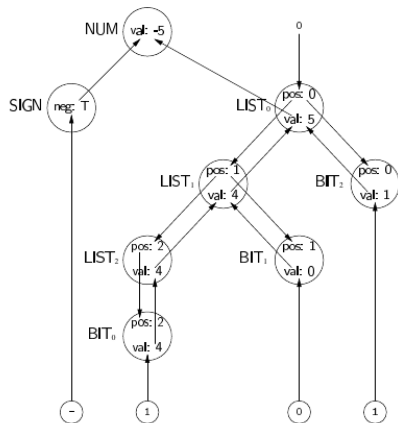 NUM
val: -5
0
SIGN
neg: T
LIST₀
pos: 0
val: 5
LIST₁
pos: 1
val: 4
BIT₂
pos: 0
val: 1
LIST₂
pos: 2
val: 4
BIT₁
pos: 1
val: 0
BIT₀
pos: 2
val: 4
− 1 0 1